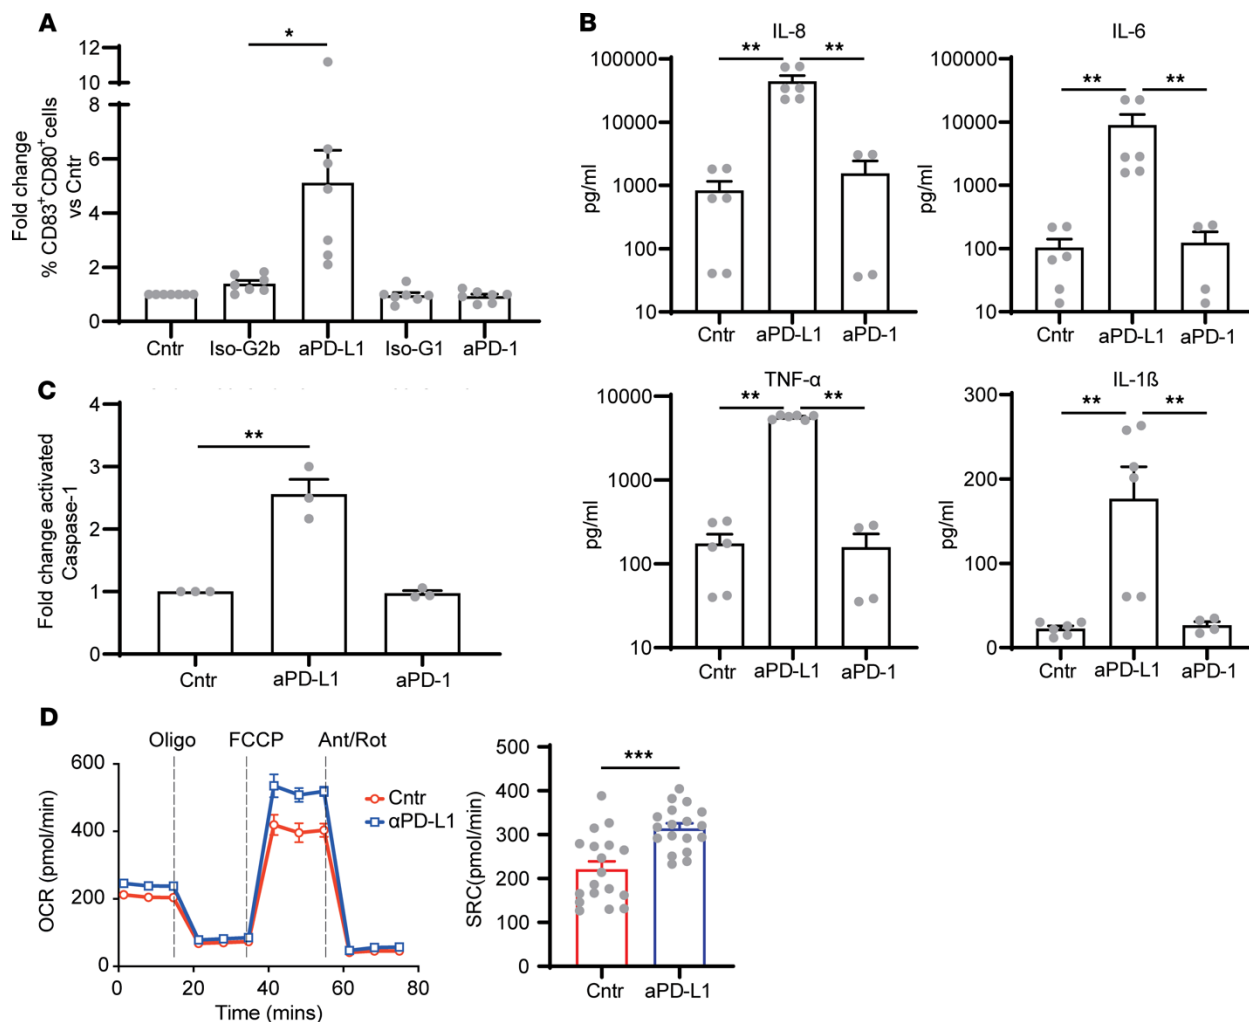 A
Fold change
% CD83+CD80+cells
vs Cntr
12
10
8
6
4
2
0
*
Cntr
Iso-G2b
aPD-L1
Iso-G1
aPD-1
B
IL-8
pg/ml
100000
10000
1000
100
10
**
**
Cntr
aPD-L1
aPD-1
IL-6
pg/ml
100000
10000
1000
100
10
**
**
Cntr
aPD-L1
aPD-1
TNF-α
pg/ml
10000
1000
100
10
**
**
Cntr
aPD-L1
aPD-1
IL-1ß
pg/ml
300
200
100
0
**
**
Cntr
aPD-L1
aPD-1
C
Fold change activated
Caspase-1
4
3
2
1
0
**
Cntr
aPD-L1
aPD-1
D
Oligo
FCCP
Ant/Rot
OCR (pmol/min)
600
400
200
0
Cntr
αPD-L1
0
20
40
60
80
Time (mins)
SRC(pmol/min)
500
400
300
200
100
0
***
Cntr
aPD-L1